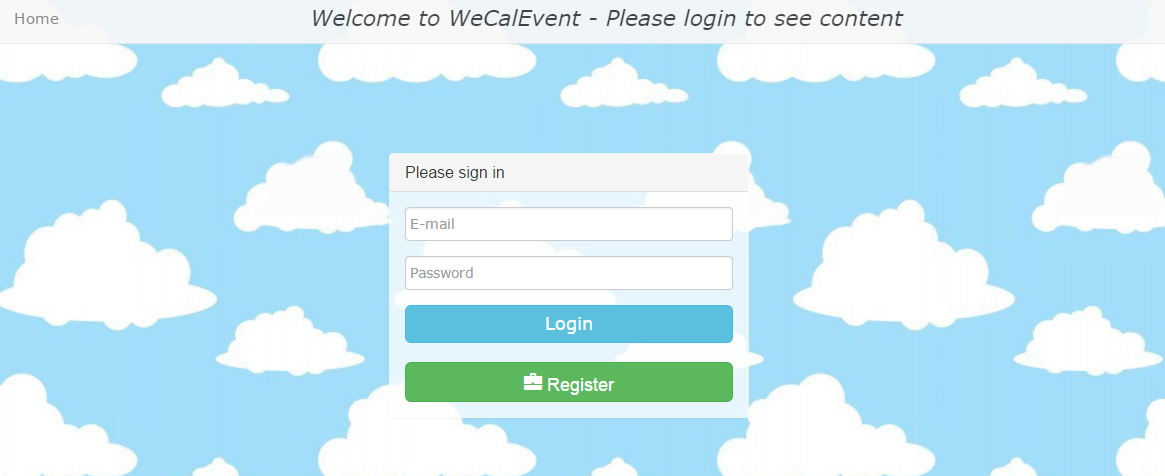 Home
Welcome to WeCalEvent - Please login to see content
Please sign in
E-mail
Password
Login
Register